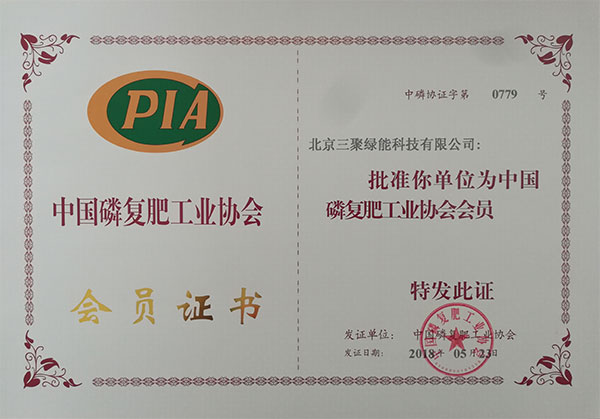 PIA
中国磷复肥工业协会
会员证书
中磷协证字第 0779 号
北京三聚绿能科技有限公司:
批准你单位为中国
磷复肥工业协会会员
特发此证
发证单位: 中国磷复肥工业协会
发证日期: 2018年 05月23日